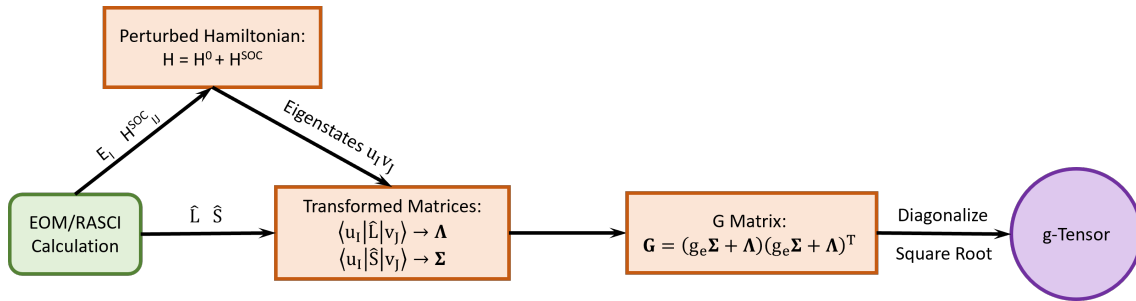 Perturbed Hamiltonian:
H = H⁰ + Hˢᴼᶜ
E_I H^SOC_IJ
Eigenstates u_I v_J
EOM/RASCI
Calculation
L̂ Ŝ
Transformed Matrices:
⟨u_I|L̂|v_J⟩ → Λ
⟨u_I|Ŝ|v_J⟩ → Σ
G Matrix:
G = (g_eΣ + Λ)(g_eΣ + Λ)ᵀ
Diagonalize
Square Root
g-Tensor